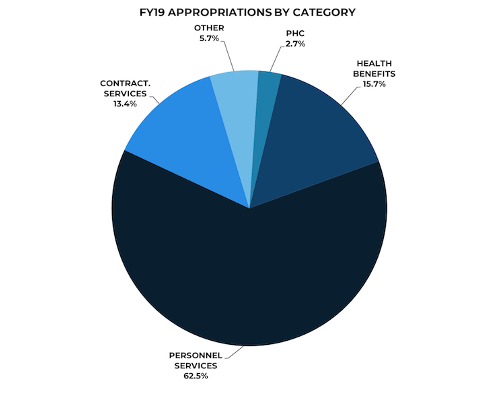 FY19 APPROPRIATIONS BY CATEGORY
OTHER
5.7%
PHC
2.7%
HEALTH
BENEFITS
15.7%
CONTRACT.
SERVICES
13.4%
PERSONNEL
SERVICES
62.5%